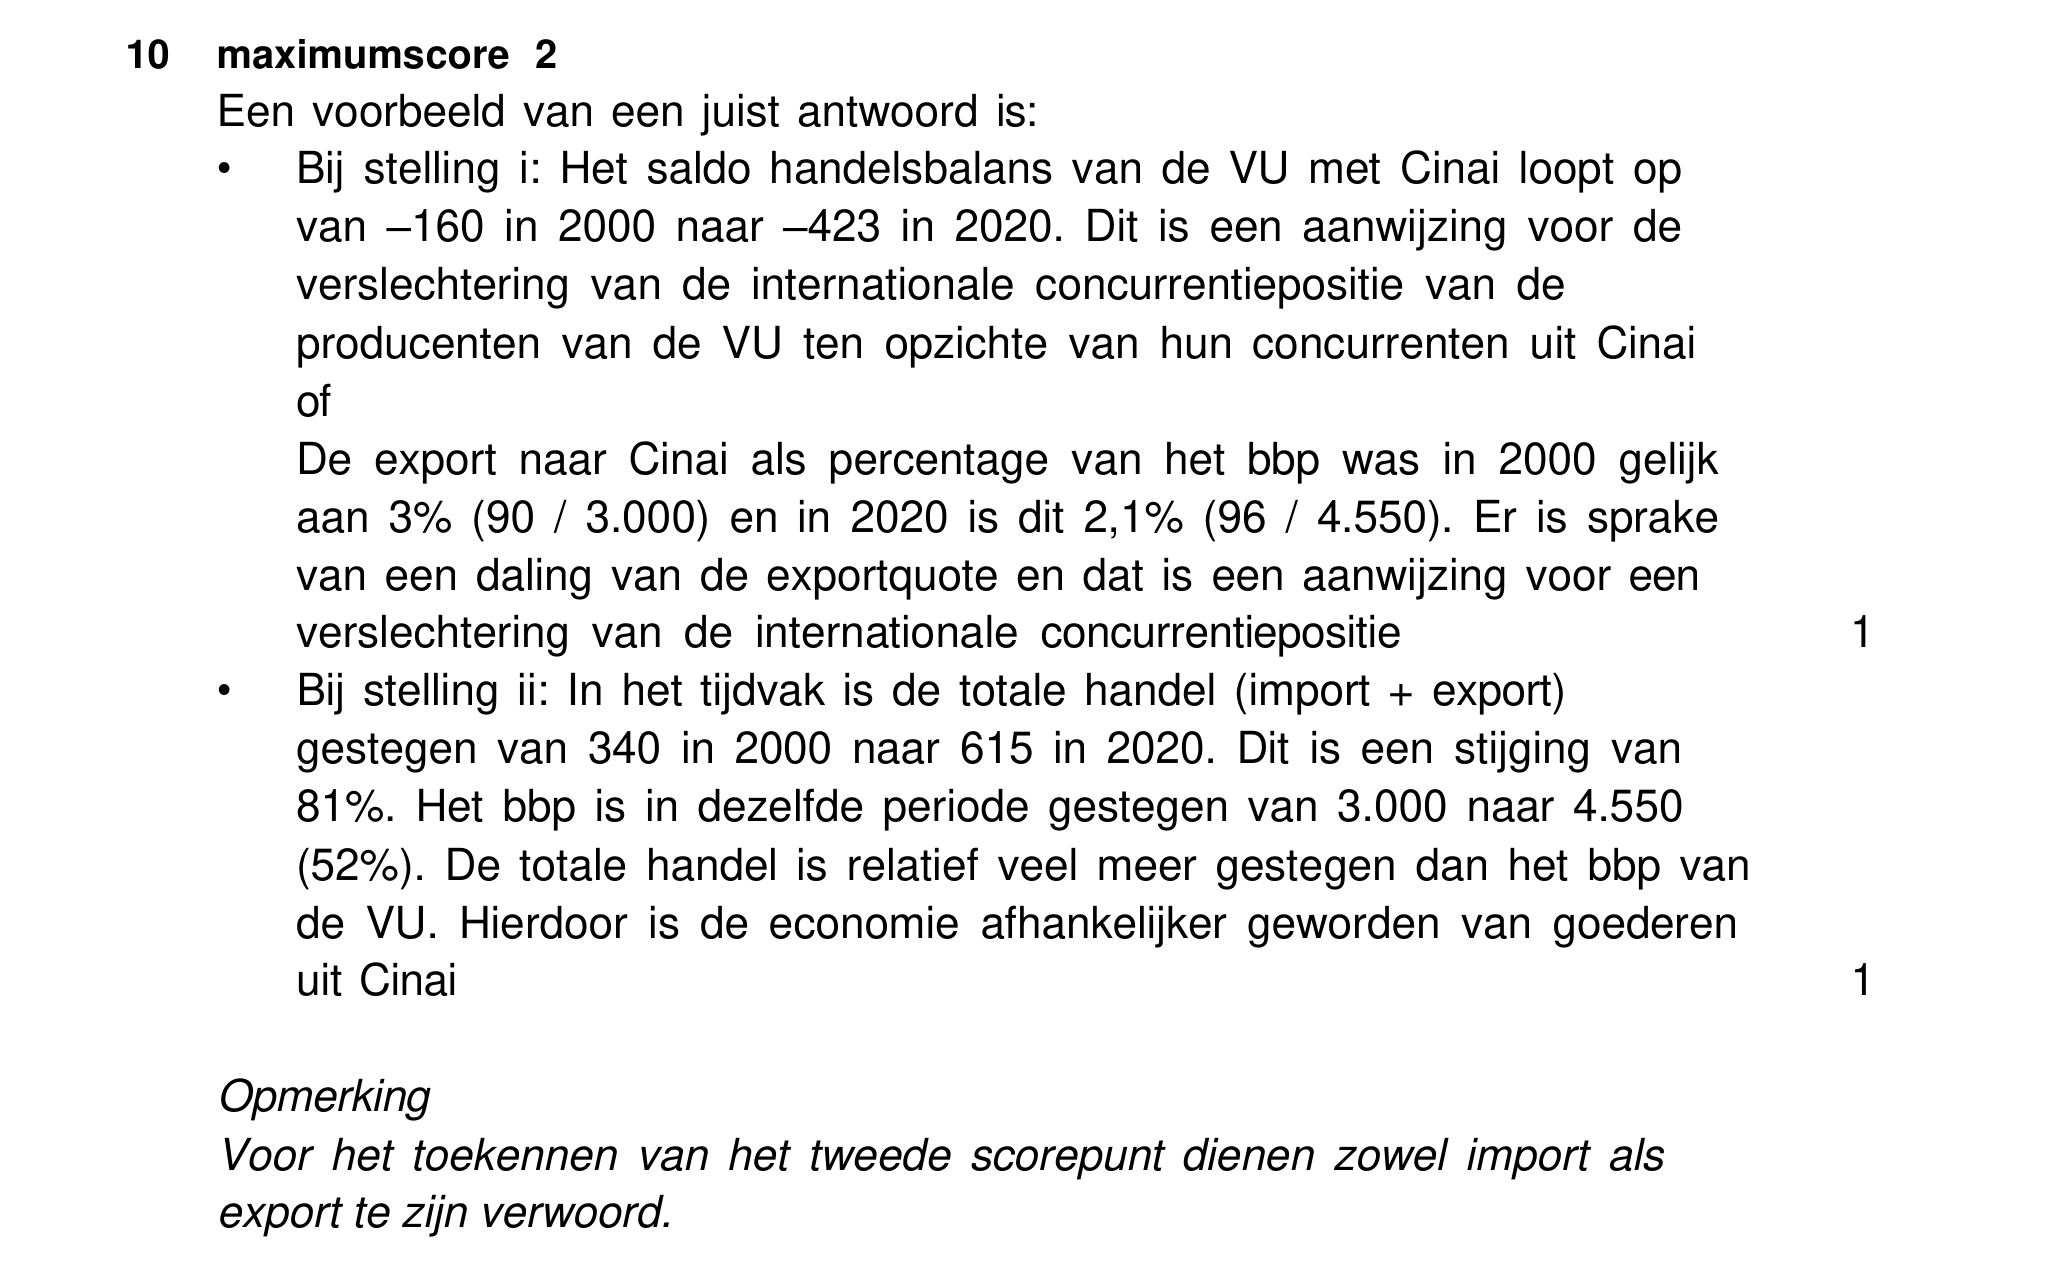 10 maximumscore 2
Een voorbeeld van een juist antwoord is:
• Bij stelling i: Het saldo handelsbalans van de VU met Cinai loopt op
van –160 in 2000 naar –423 in 2020. Dit is een aanwijzing voor de
verslechtering van de internationale concurrentiepositie van de
producenten van de VU ten opzichte van hun concurrenten uit Cinai
of
De export naar Cinai als percentage van het bbp was in 2000 gelijk
aan 3% (90 / 3.000) en in 2020 is dit 2,1% (96 / 4.550). Er is sprake
van een daling van de exportquote en dat is een aanwijzing voor een
verslechtering van de internationale concurrentiepositie 1
• Bij stelling ii: In het tijdvak is de totale handel (import + export)
gestegen van 340 in 2000 naar 615 in 2020. Dit is een stijging van
81%. Het bbp is in dezelfde periode gestegen van 3.000 naar 4.550
(52%). De totale handel is relatief veel meer gestegen dan het bbp van
de VU. Hierdoor is de economie afhankelijker geworden van goederen
uit Cinai 1
Opmerking
Voor het toekennen van het tweede scorepunt dienen zowel import als
export te zijn verwoord.